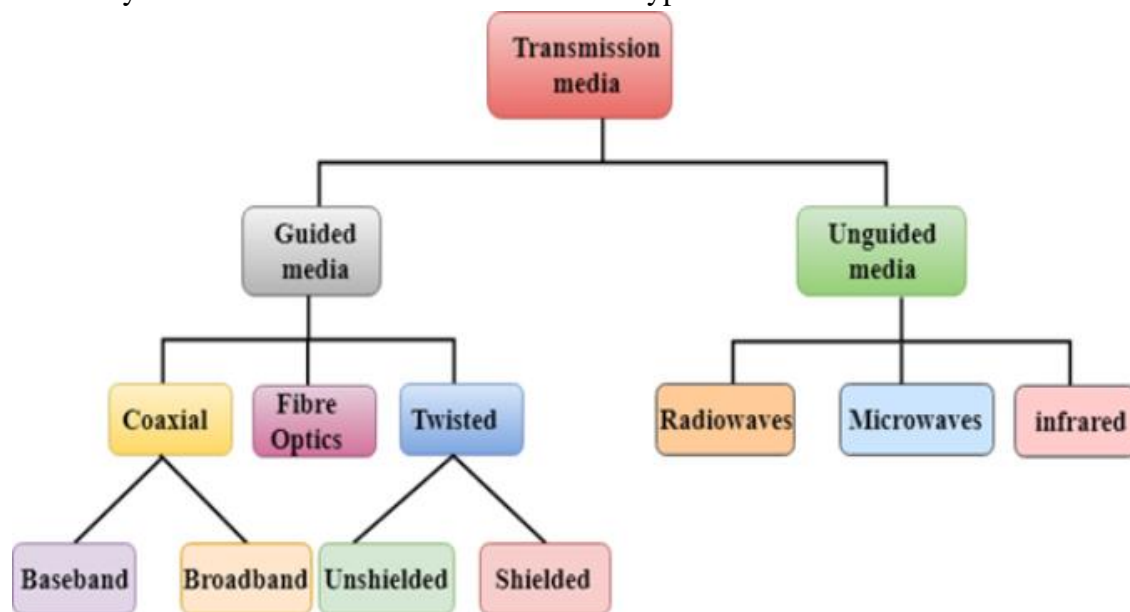 Transmission
media
Guided
media
Unguided
media
Coaxial
Fibre
Optics
Twisted
Radiowaves
Microwaves
infrared
Baseband
Broadband
Unshielded
Shielded